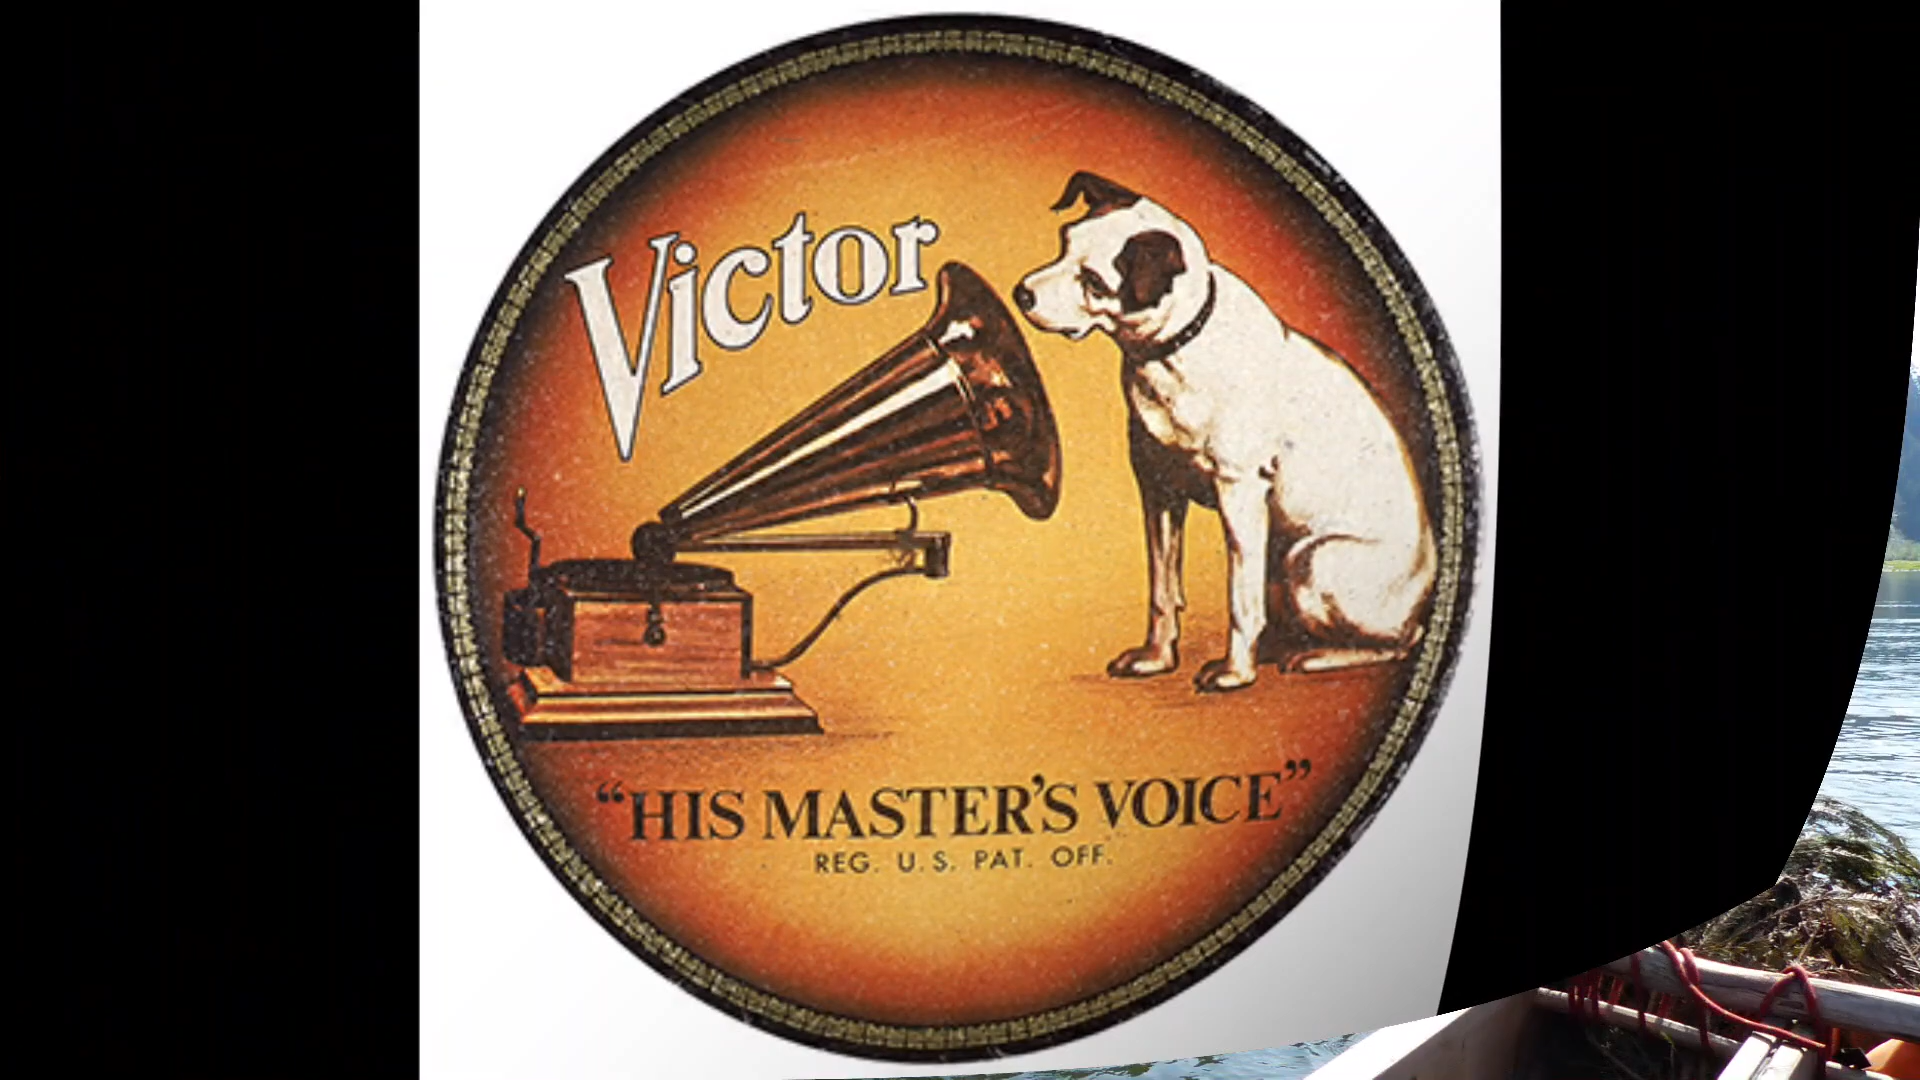 Victor
“HIS MASTER'S VOICE”
REG. U.S. PAT. OFF.